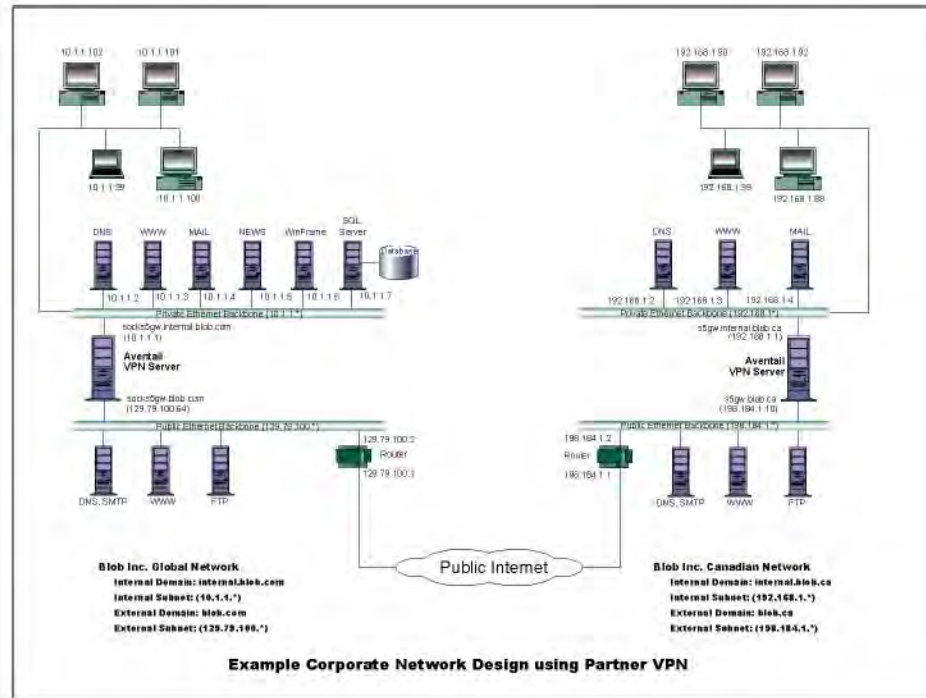 10.1.1.102 10.1.1.101
192.168.1.90 192.168.1.92
10.1.1.99 10.1.1.100
192.168.1.99 192.168.1.88
DNS WWW MAIL NEWS WinFrame SQL Server Database
DNS WWW MAIL
10.1.1.2 10.1.1.3 10.1.1.4 10.1.1.5 10.1.1.6 10.1.1.7
192.168.1.2 192.168.1.3 192.168.1.4
Private Ethernet Backbone (10.1.1.*)
Private Ethernet Backbone (192.168.1*)
socks5gw.internal.blob.com
(10.1.1.1)
Aventail
VPN Server
socks5gw.blob.com
(129.79.100.64)
s5gw.internal.blob.ca
(192.168.1.1)
Aventail
VPN Server
s5gw.blob.ca
(198.184.1.10)
Public Ethernet Backbone (129.79.100.*)
Public Ethernet Backbone (198.184.1.*)
129.79.100.2
Router
129.79.100.1
198.184.1.2
Router
198.184.1.1
DNS, SMTP WWW FTP
DNS, SMTP WWW FTP
Public Internet
Blob Inc. Global Network
Internal Domain: internal.blob.com
Internal Subnet: (10.1.1.*)
External Domain: blob.com
External Subnet: (129.79.100.*)
Blob Inc. Canadian Network
Internal Domain: internal.blob.ca
Internal Subnet: (192.168.1.*)
External Domain: blob.ca
External Subnet: (198.184.1.*)
Example Corporate Network Design using Partner VPN